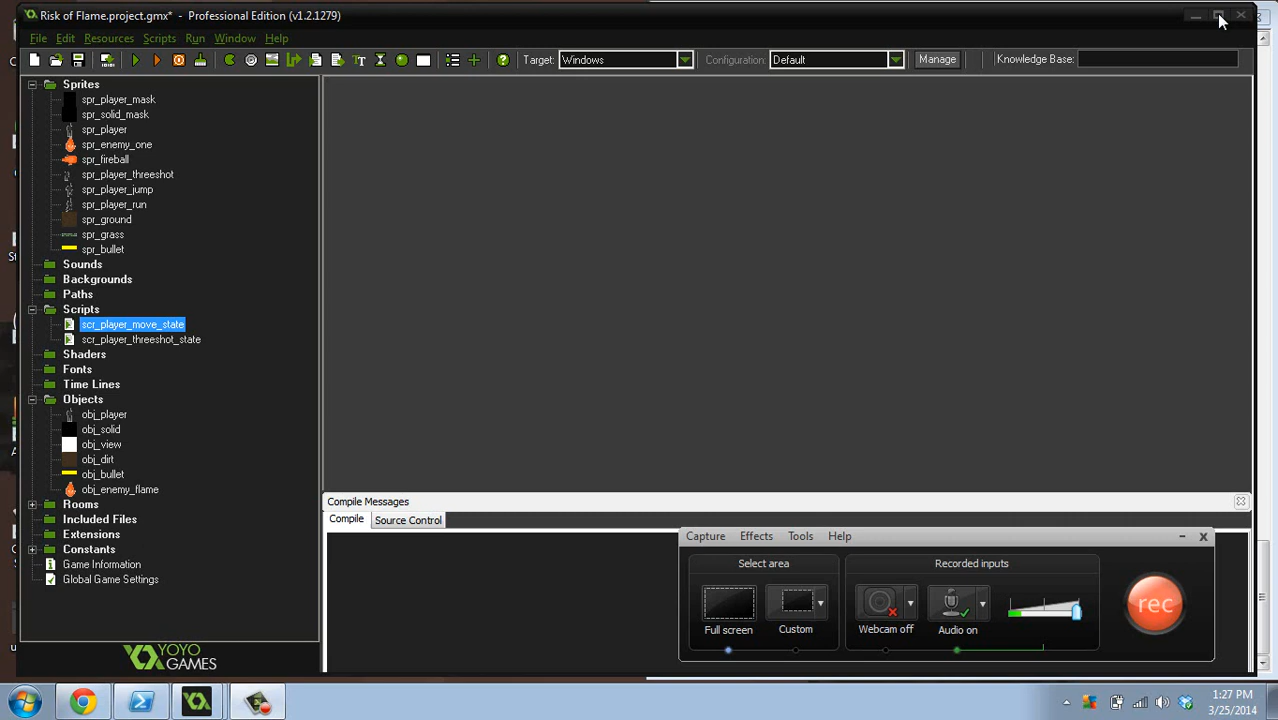 Risk of Flame.project.gmx* - Professional Edition (v1.2.1279)
File Edit Resources Scripts Run Window Help
Target: Windows Configuration: Default Manage Knowledge Base:
Sprites
spr_player_mask
spr_solid_mask
spr_player
spr_enemy_one
spr_fireball
spr_player_threeshot
spr_player_jump
spr_player_run
spr_ground
spr_grass
spr_bullet
Sounds
Backgrounds
Paths
Scripts
scr_player_move_state
scr_player_threeshot_state
Shaders
Fonts
Time Lines
Objects
obj_player
obj_solid
obj_view
obj_dirt
obj_bullet
obj_enemy_flame
Rooms
Included Files
Extensions
Constants
Game Information
Global Game Settings
YOYO
GAMES
Compile Messages
Compile Source Control
Capture Effects Tools Help
Select area Recorded inputs
Full screen Custom Webcam off Audio on rec
1:27 PM
3/25/2014